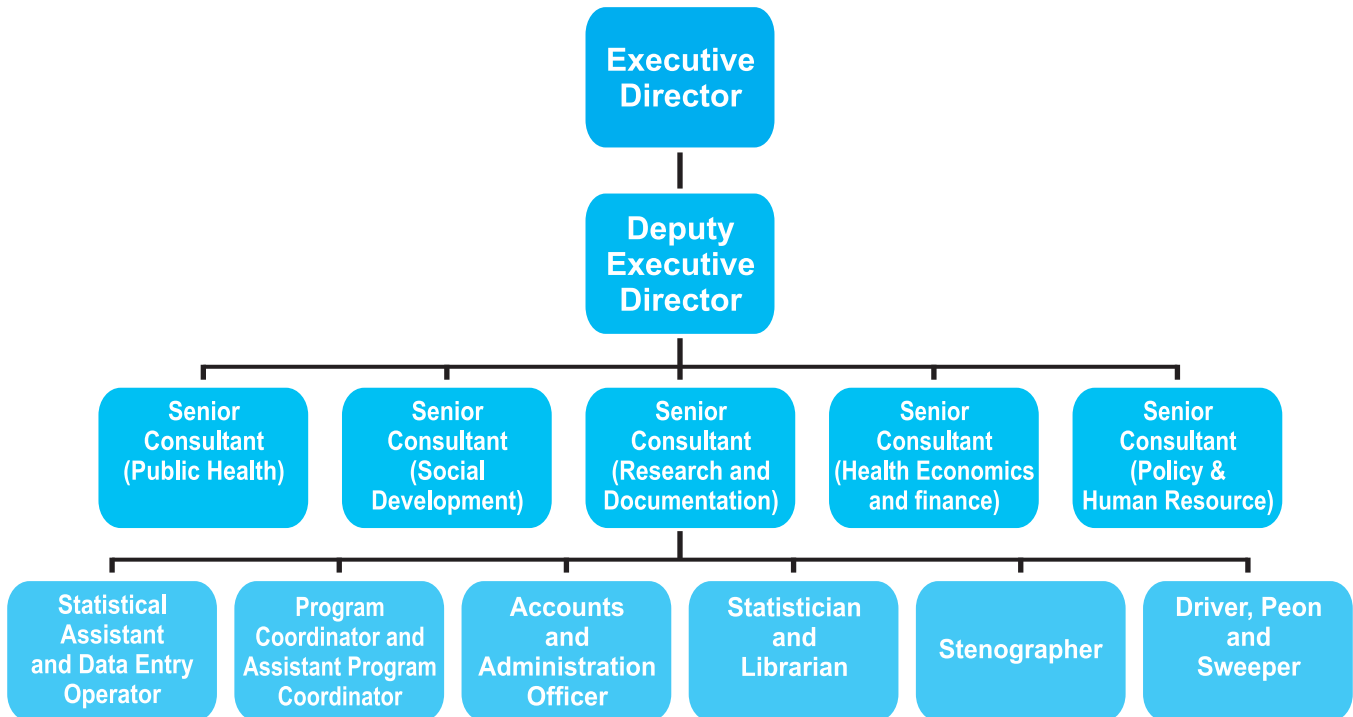 Executive
Director
Deputy
Executive
Director
Senior
Consultant
(Public Health)
Senior
Consultant
(Social
Development)
Senior
Consultant
(Research and
Documentation)
Senior
Consultant
(Health Economics
and finance)
Senior
Consultant
(Policy &
Human Resource)
Statistical
Assistant
and Data Entry
Operator
Program
Coordinator and
Assistant Program
Coordinator
Accounts
and
Administration
Officer
Statistician
and
Librarian
Stenographer
Driver, Peon
and
Sweeper